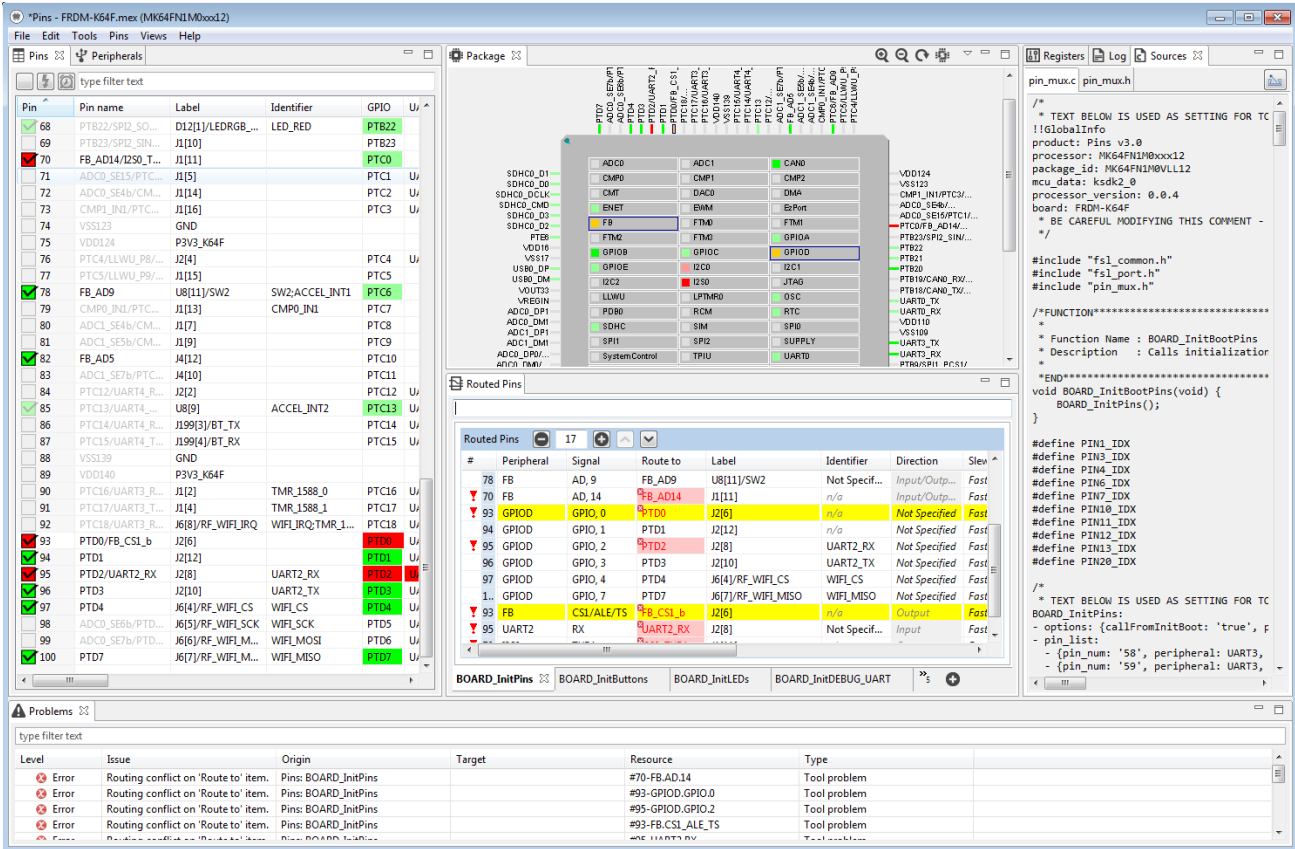 *Pins - FRDM-K64F.mex (MK64FN1M0xxx12)
File Edit Tools Pins Views Help
Pins Peripherals
type filter text
Pin Pin name Label Identifier GPIO
68 PTB22/SPI2_SO... D12[1]/LEDRGB_... LED_RED PTB22
69 PTB23/SPI2_SIN... J1[10] PTB23
70 FB_AD14/I2S0_T... J1[11] PTC0
71 ADC0_SE15/PTC... J1[5] PTC1
72 ADC0_SE4b/CM... J1[14] PTC2
73 CMP1_IN1/PTC... J1[16] PTC3
74 VSS123 GND
75 VDD124 P3V3_K64F
76 PTC4/LLWU_P8/... J2[4] PTC4
77 PTC5/LLWU_P9/... J1[15] PTC5
78 FB_AD9 U8[11]/SW2 SW2;ACCEL_INT1 PTC6
79 CMP0_IN1/PTC... J1[13] CMP0_IN1 PTC7
80 ADC1_SE4b/CM... J1[7] PTC8
81 ADC1_SE5b/CM... J1[9] PTC9
82 FB_AD5 J4[12] PTC10
83 ADC1_SE7b/PTC... J4[10] PTC11
84 PTC12/UART4_R... J2[2] PTC12
85 PTC13/UART4_... U8[9] ACCEL_INT2 PTC13
86 PTC14/UART4_R... J199[3]/BT_TX PTC14
87 PTC15/UART4_T... J199[4]/BT_RX PTC15
88 VSS139 GND
89 VDD140 P3V3_K64F
90 PTC16/UART3_R... J1[2] TMR_1588_0 PTC16
91 PTC17/UART3_T... J1[4] TMR_1588_1 PTC17
92 PTC18/UART3_R... J6[8]/RF_WIFI_IRQ WIFI_IRQ;TMR_1... PTC18
93 PTD0/FB_CS1_b J2[6] PTD0
94 PTD1 J2[12] PTD1
95 PTD2/UART2_RX J2[8] UART2_RX PTD2
96 PTD3 J2[10] UART2_TX PTD3
97 PTD4 J6[4]/RF_WIFI_CS WIFI_CS PTD4
98 ADC0_SE6b/PTD... J6[5]/RF_WIFI_SCK WIFI_SCK PTD5
99 ADC0_SE7b/PTD... J6[6]/RF_WIFI_M... WIFI_MOSI PTD6
100 PTD7 J6[7]/RF_WIFI_M... WIFI_MISO PTD7
Package
PTD7
PTD4
PTD3
PTD1
VDD140
VSS139
PTC13
FB_AD5
SDHC0_D1
SDHC0_D0
SDHC0_DCLK
SDHC0_CMD
SDHC0_D3
SDHC0_D2
PTE6
VDD16
VSS17
USB0_DP
USB0_DM
VOUT33
VREGIN
ADC0_DP1
ADC0_DM1
ADC1_DP1
ADC1_DM1
ADC0_DP0/...
ADC0 ADC1 CAN0
CMP0 CMP1 CMP2
CMT DAC0 DMA
ENET EWM EzPort
FB FTM0 FTM1
FTM2 FTM3 GPIOA
GPIOB GPIOC GPIOD
GPIOE I2C0 I2C1
I2C2 I2S0 JTAG
LLWU LPTMR0 OSC
PDB0 RCM RTC
SDHC SIM SPI0
SPI1 SPI2 SUPPLY
SystemControl TPIU UART0
VDD124
VSS123
CMP1_IN1/PTC3/...
ADC0_SE4b/...
ADC0_SE15/PTC1/...
PTC0/FB_AD14/...
PTB23/SPI2_SIN/...
PTB22
PTB21
PTB20
PTB19/CAN0_RX/...
PTB18/CAN0_TX/...
UART0_TX
UART0_RX
VDD110
VSS109
UART3_TX
UART3_RX
PTB9/SPI1_PCS1/
Routed Pins
Routed Pins 17
# Peripheral Signal Route to Label Identifier Direction Slew
78 FB AD, 9 FB_AD9 U8[11]/SW2 Not Specif... Input/Outp... Fast
70 FB AD, 14 FB_AD14 J1[11] n/a Input/Outp... Fast
93 GPIOD GPIO, 0 PTD0 J2[6] n/a Not Specified Fast
94 GPIOD GPIO, 1 PTD1 J2[12] n/a Not Specified Fast
95 GPIOD GPIO, 2 PTD2 J2[8] UART2_RX Not Specified Fast
96 GPIOD GPIO, 3 PTD3 J2[10] UART2_TX Not Specified Fast
97 GPIOD GPIO, 4 PTD4 J6[4]/RF_WIFI_CS WIFI_CS Not Specified Fast
1.. GPIOD GPIO, 7 PTD7 J6[7]/RF_WIFI_MISO WIFI_MISO Not Specified Fast
93 FB CS1/ALE/TS FB_CS1_b J2[6] n/a Output Fast
95 UART2 RX UART2_RX J2[8] Not Specif... Input Fast
BOARD_InitPins BOARD_InitButtons BOARD_InitLEDs BOARD_InitDEBUG_UART »5
Registers Log Sources
pin_mux.c pin_mux.h
/*
* TEXT BELOW IS USED AS SETTING FOR TO
!!GlobalInfo
product: Pins v3.0
processor: MK64FN1M0xxx12
package_id: MK64FN1M0VLL12
mcu_data: ksdk2_0
processor_version: 0.0.4
board: FRDM-K64F
* BE CAREFUL MODIFYING THIS COMMENT -
*/
#include "fsl_common.h"
#include "fsl_port.h"
#include "pin_mux.h"
/*FUNCTION****************************
*
* Function Name : BOARD_InitBootPins
* Description : Calls initialization
*
*END**********************************
void BOARD_InitBootPins(void) {
BOARD_InitPins();
}
#define PIN1_IDX
#define PIN3_IDX
#define PIN4_IDX
#define PIN6_IDX
#define PIN7_IDX
#define PIN10_IDX
#define PIN11_IDX
#define PIN12_IDX
#define PIN13_IDX
#define PIN20_IDX
/*
* TEXT BELOW IS USED AS SETTING FOR TO
BOARD_InitPins:
- options: {callFromInitBoot: 'true', p
- pin_list:
- {pin_num: '58', peripheral: UART3,
- {pin_num: '59', peripheral: UART3,
Problems
type filter text
Level Issue Origin Target Resource Type
Error Routing conflict on 'Route to' item. Pins: BOARD_InitPins #70-FB.AD.14 Tool problem
Error Routing conflict on 'Route to' item. Pins: BOARD_InitPins #93-GPIOD.GPIO.0 Tool problem
Error Routing conflict on 'Route to' item. Pins: BOARD_InitPins #95-GPIOD.GPIO.2 Tool problem
Error Routing conflict on 'Route to' item. Pins: BOARD_InitPins #93-FB.CS1_ALE_TS Tool problem